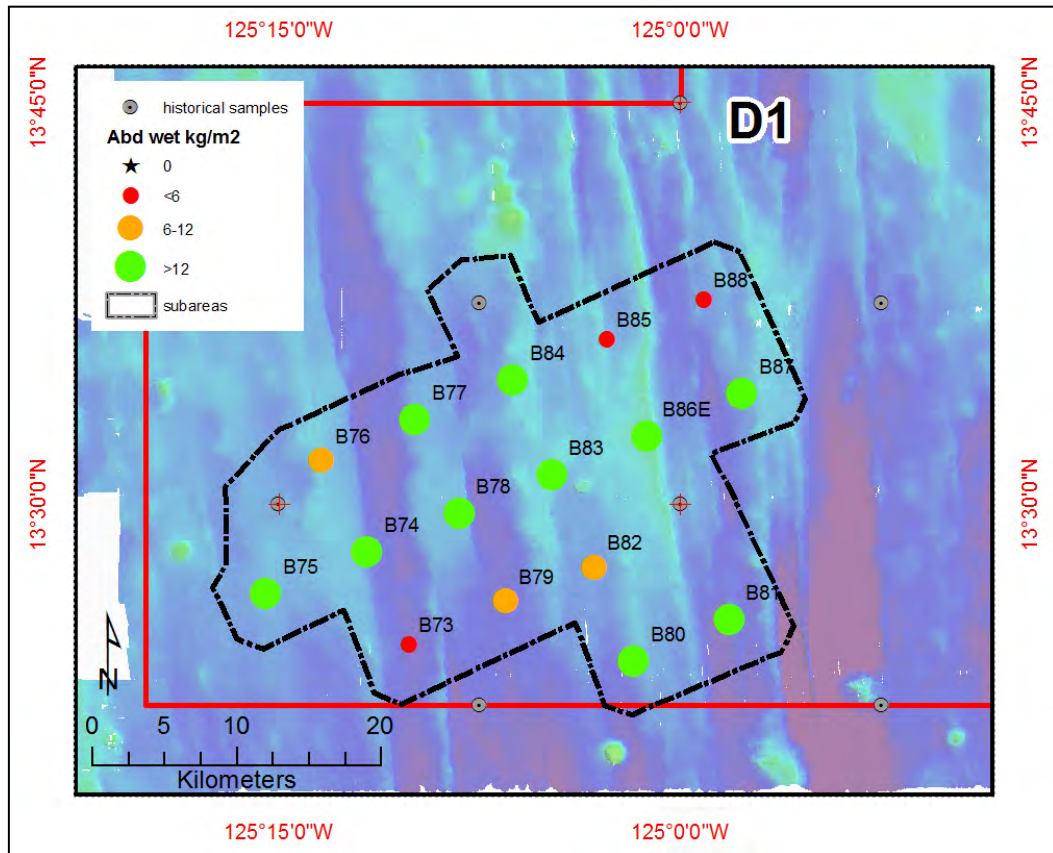 125°15'0"W 125°0'0"W
13°45'0"N 13°45'0"N
D1
historical samples
Abd wet kg/m2
0
<6
6-12
>12
subareas
B88
B85
B84
B87
B77
B86E
B76
B83
B78
13°30'0"N 13°30'0"N
B74
B82
B75
B79
B81
B73
B80
N
0 5 10 20
Kilometers
125°15'0"W 125°0'0"W